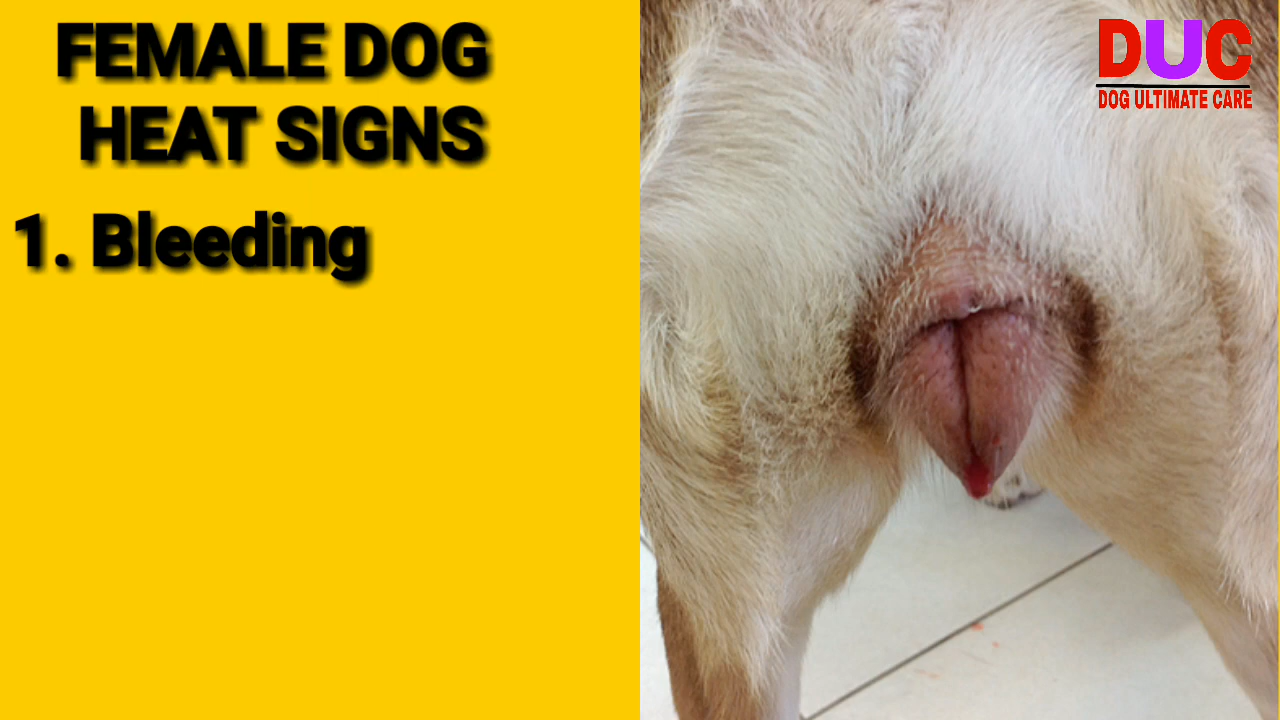 FEMALE DOG
HEAT SIGNS
1. Bleeding
DUC
DOG ULTIMATE CARE